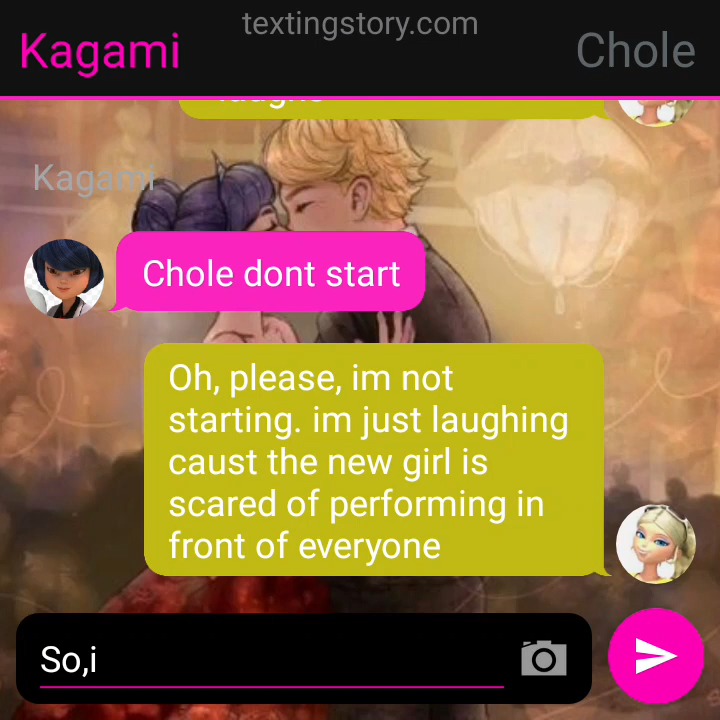 textingstory.com
Kagami
Chole
Kagami
Chole dont start
Oh, please, im not
starting. im just laughing
caust the new girl is
scared of performing in
front of everyone
So,i